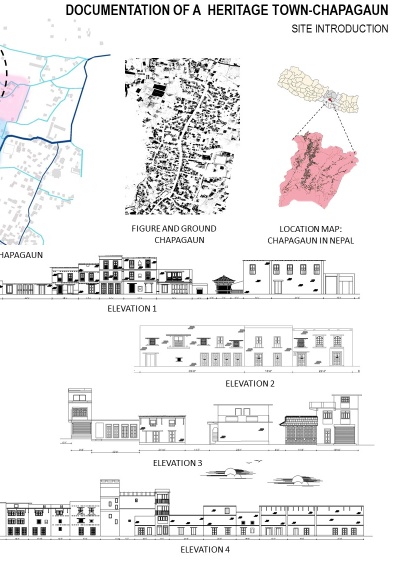 DOCUMENTATION OF A HERITAGE TOWN-CHAPAGAUN
SITE INTRODUCTION
HAPAGAUN
FIGURE AND GROUND
CHAPAGAUN
LOCATION MAP:
CHAPAGAUN IN NEPAL
ELEVATION 1
ELEVATION 2
ELEVATION 3
ELEVATION 4